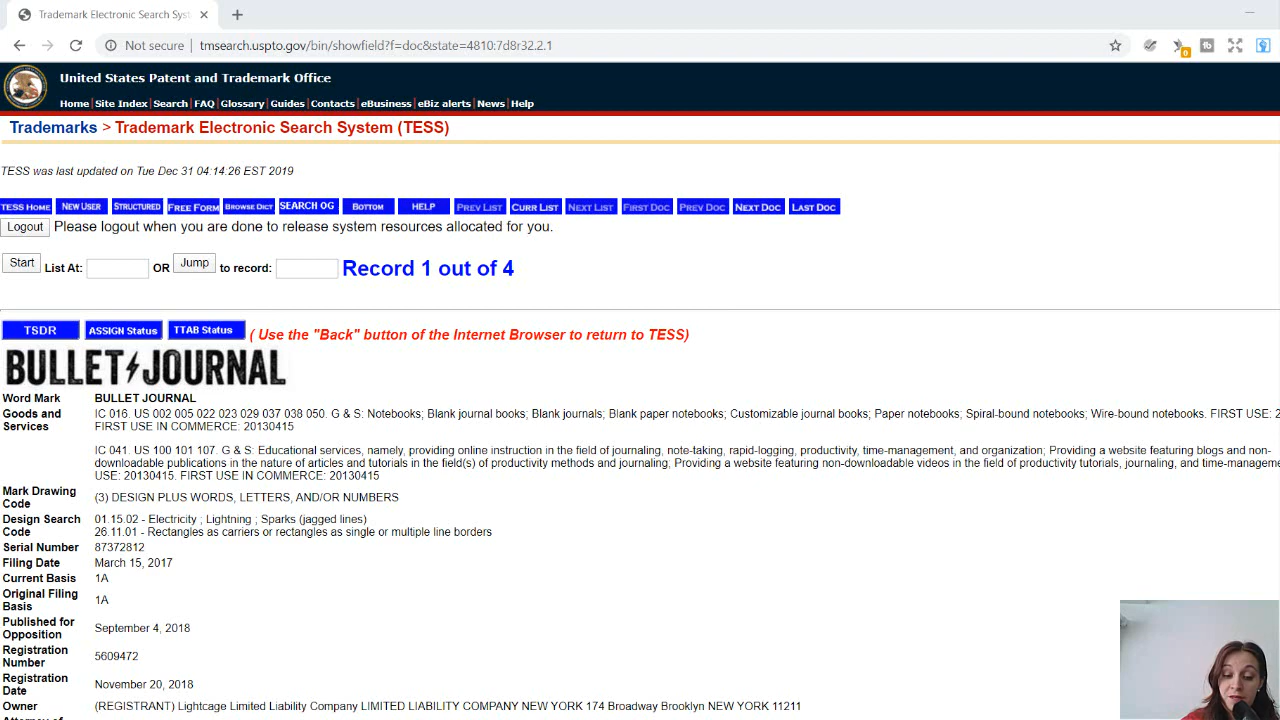 Trademark Electronic Search Syst
Not secure | tmsearch.uspto.gov/bin/showfield?f=doc&state=4810:7d8r32.2.1
0
United States Patent and Trademark Office
Home | Site Index | Search | FAQ | Glossary | Guides | Contacts | eBusiness | eBiz alerts | News | Help
Trademarks > Trademark Electronic Search System (TESS)
TESS was last updated on Tue Dec 31 04:14:26 EST 2019
TESS HOME NEW USER STRUCTURED FREE FORM BROWSE DICT SEARCH OG BOTTOM HELP PREV LIST CURR LIST NEXT LIST FIRST DOC PREV DOC NEXT DOC LAST DOC
Logout Please logout when you are done to release system resources allocated for you.
Start List At: OR Jump to record: Record 1 out of 4
TSDR ASSIGN Status TTAB Status ( Use the "Back" button of the Internet Browser to return to TESS)
BULLET JOURNAL
Word Mark BULLET JOURNAL
Goods and Services IC 016. US 002 005 022 023 029 037 038 050. G & S: Notebooks; Blank journal books; Blank journals; Blank paper notebooks; Customizable journal books; Paper notebooks; Spiral-bound notebooks; Wire-bound notebooks. FIRST USE: 2
FIRST USE IN COMMERCE: 20130415
IC 041. US 100 101 107. G & S: Educational services, namely, providing online instruction in the field of journaling, note-taking, rapid-logging, productivity, time-management, and organization; Providing a website featuring blogs and non-
downloadable publications in the nature of articles and tutorials in the field(s) of productivity methods and journaling; Providing a website featuring non-downloadable videos in the field of productivity tutorials, journaling, and time-manageme
USE: 20130415. FIRST USE IN COMMERCE: 20130415
Mark Drawing Code (3) DESIGN PLUS WORDS, LETTERS, AND/OR NUMBERS
Design Search Code 01.15.02 - Electricity ; Lightning ; Sparks (jagged lines)
26.11.01 - Rectangles as carriers or rectangles as single or multiple line borders
Serial Number 87372812
Filing Date March 15, 2017
Current Basis 1A
Original Filing Basis 1A
Published for Opposition September 4, 2018
Registration Number 5609472
Registration Date November 20, 2018
Owner (REGISTRANT) Lightcage Limited Liability Company LIMITED LIABILITY COMPANY NEW YORK 174 Broadway Brooklyn NEW YORK 11211
Attorney of